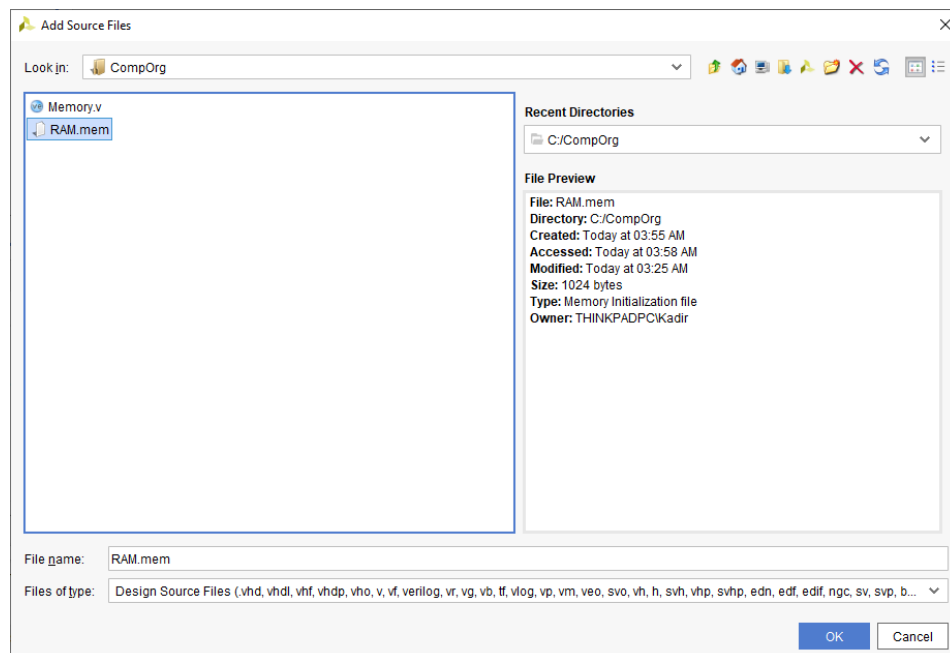 Add Source Files
Look in: CompOrg
Memory.v
RAM.mem
Recent Directories
C:/CompOrg
File Preview
File: RAM.mem
Directory: C:/CompOrg
Created: Today at 03:55 AM
Accessed: Today at 03:58 AM
Modified: Today at 03:25 AM
Size: 1024 bytes
Type: Memory Initialization file
Owner: THINKPADPC\Kadir
File name: RAM.mem
Files of type: Design Source Files (.vhd, vhdl, vhf, vhdp, vho, v, vf, verilog, vr, vg, vb, tf, vlog, vp, vm, veo, svo, vh, h, svh, vhp, svhp, edn, edf, edif, ngc, sv, svp, b...
OK Cancel